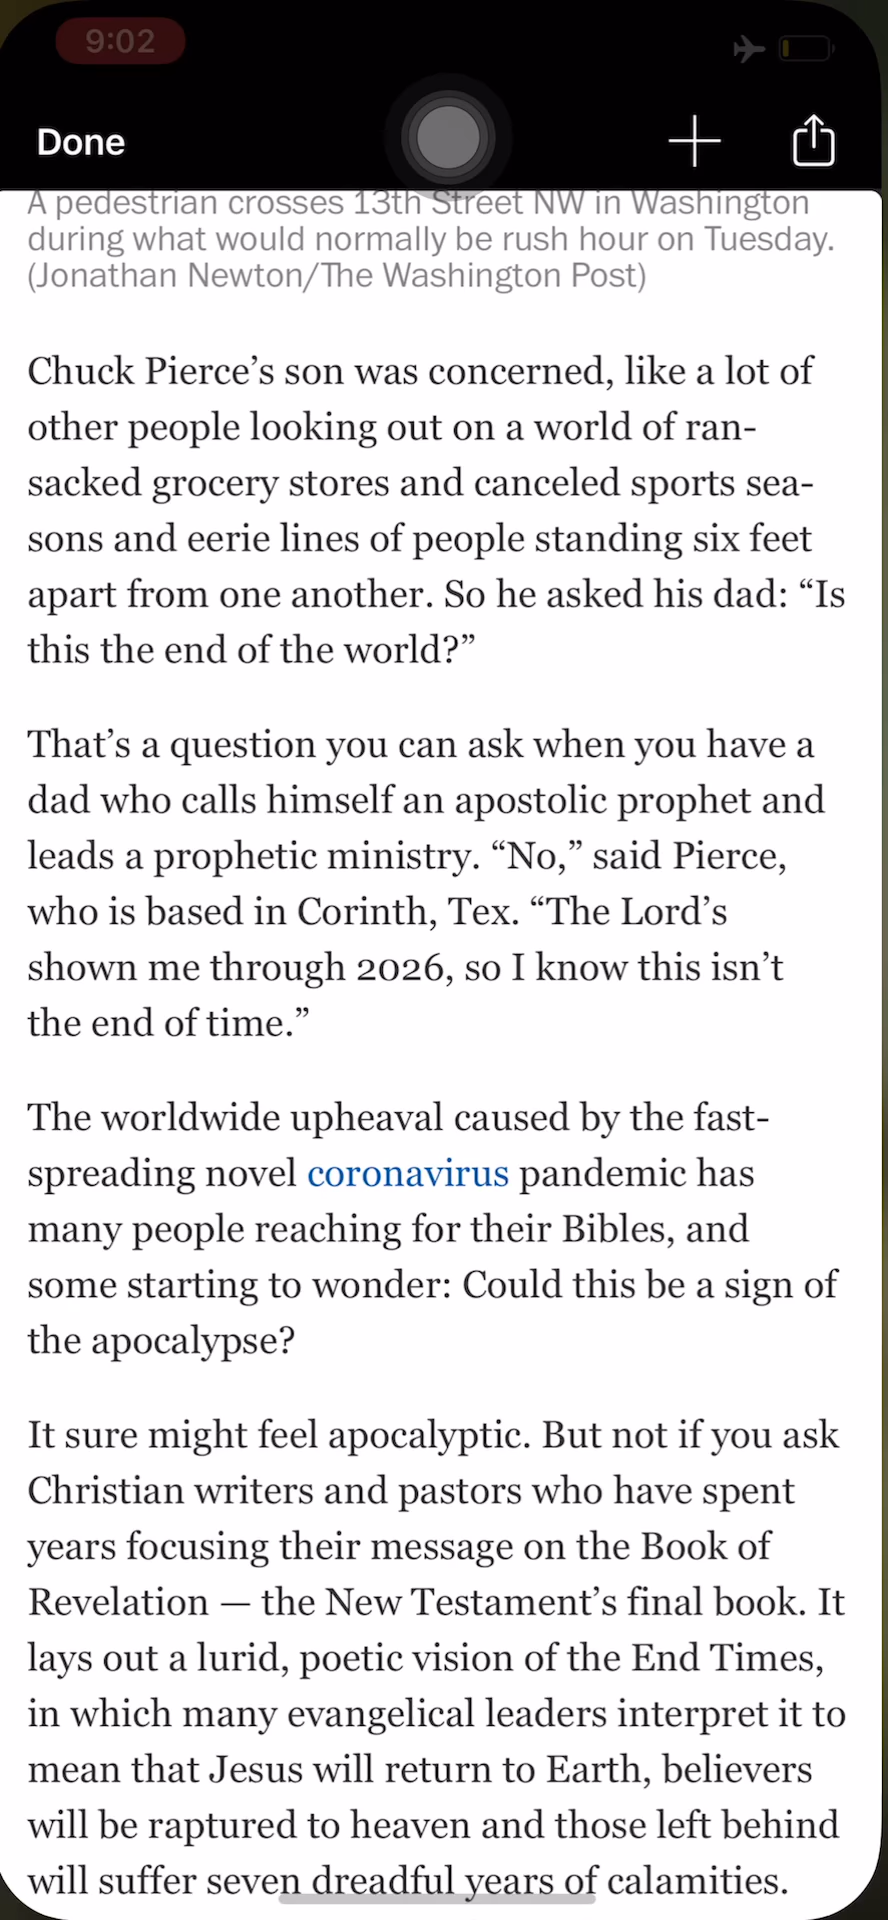 9:02
Done
A pedestrian crosses 13th Street NW in Washington
during what would normally be rush hour on Tuesday.
(Jonathan Newton/The Washington Post)
Chuck Pierce’s son was concerned, like a lot of
other people looking out on a world of ran-
sacked grocery stores and canceled sports sea-
sons and eerie lines of people standing six feet
apart from one another. So he asked his dad: “Is
this the end of the world?”
That’s a question you can ask when you have a
dad who calls himself an apostolic prophet and
leads a prophetic ministry. “No,” said Pierce,
who is based in Corinth, Tex. “The Lord’s
shown me through 2026, so I know this isn’t
the end of time.”
The worldwide upheaval caused by the fast-
spreading novel coronavirus pandemic has
many people reaching for their Bibles, and
some starting to wonder: Could this be a sign of
the apocalypse?
It sure might feel apocalyptic. But not if you ask
Christian writers and pastors who have spent
years focusing their message on the Book of
Revelation — the New Testament’s final book. It
lays out a lurid, poetic vision of the End Times,
in which many evangelical leaders interpret it to
mean that Jesus will return to Earth, believers
will be raptured to heaven and those left behind
will suffer seven dreadful years of calamities.